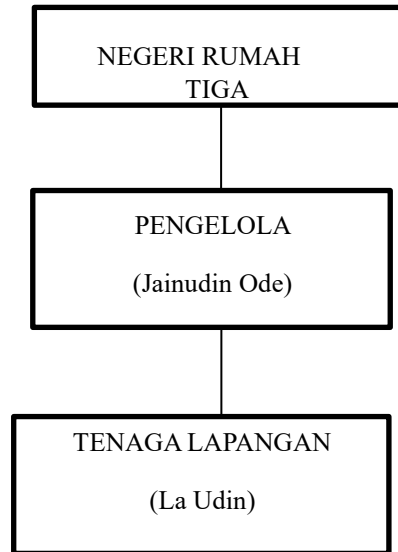 NEGERI RUMAH
TIGA
PENGELOLA
(Jainudin Ode)
TENAGA LAPANGAN
(La Udin)